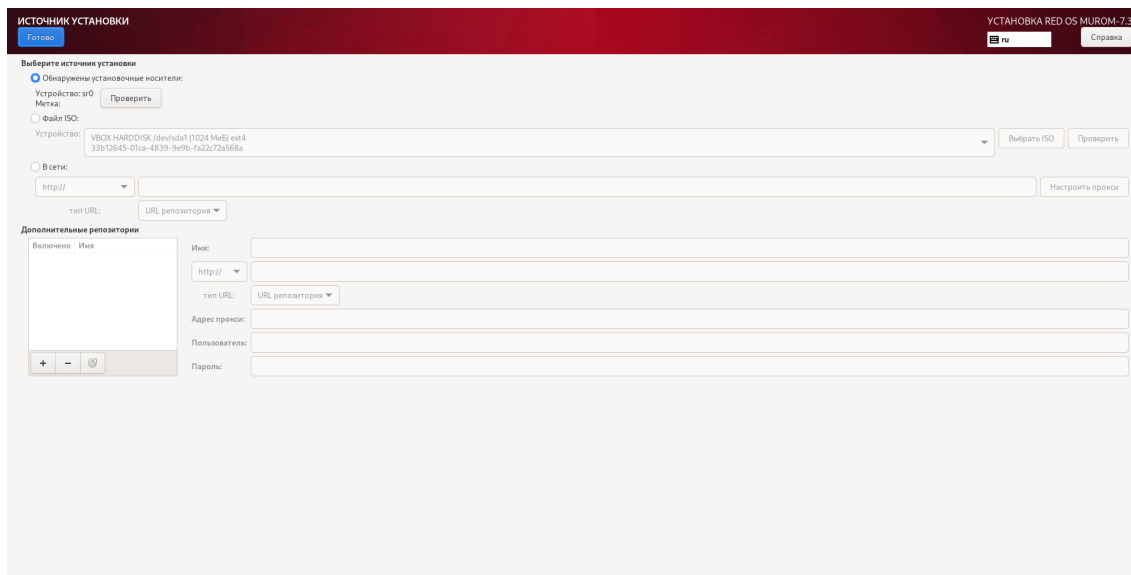 ИСТОЧНИК УСТАНОВКИ
УСТАНОВКА RED OS MUROM-7.3
Готово
ru
Справка
Выберите источник установки
Обнаружены установочные носители:
Устройство: sr0
Метка:
Проверить
Файл ISO:
Устройство:
VBOX HARDDISK /dev/sda1 (1024 МиБ) ext4
33b12645-01ca-4839-9e9b-fa22c72a568a
Выбрать ISO
Проверить
В сети:
http://
Настроить прокси
тип URL:
URL репозитория
Дополнительные репозитории
Включено Имя
Имя:
http://
тип URL:
URL репозитория
Адрес прокси:
Пользователь:
Пароль: